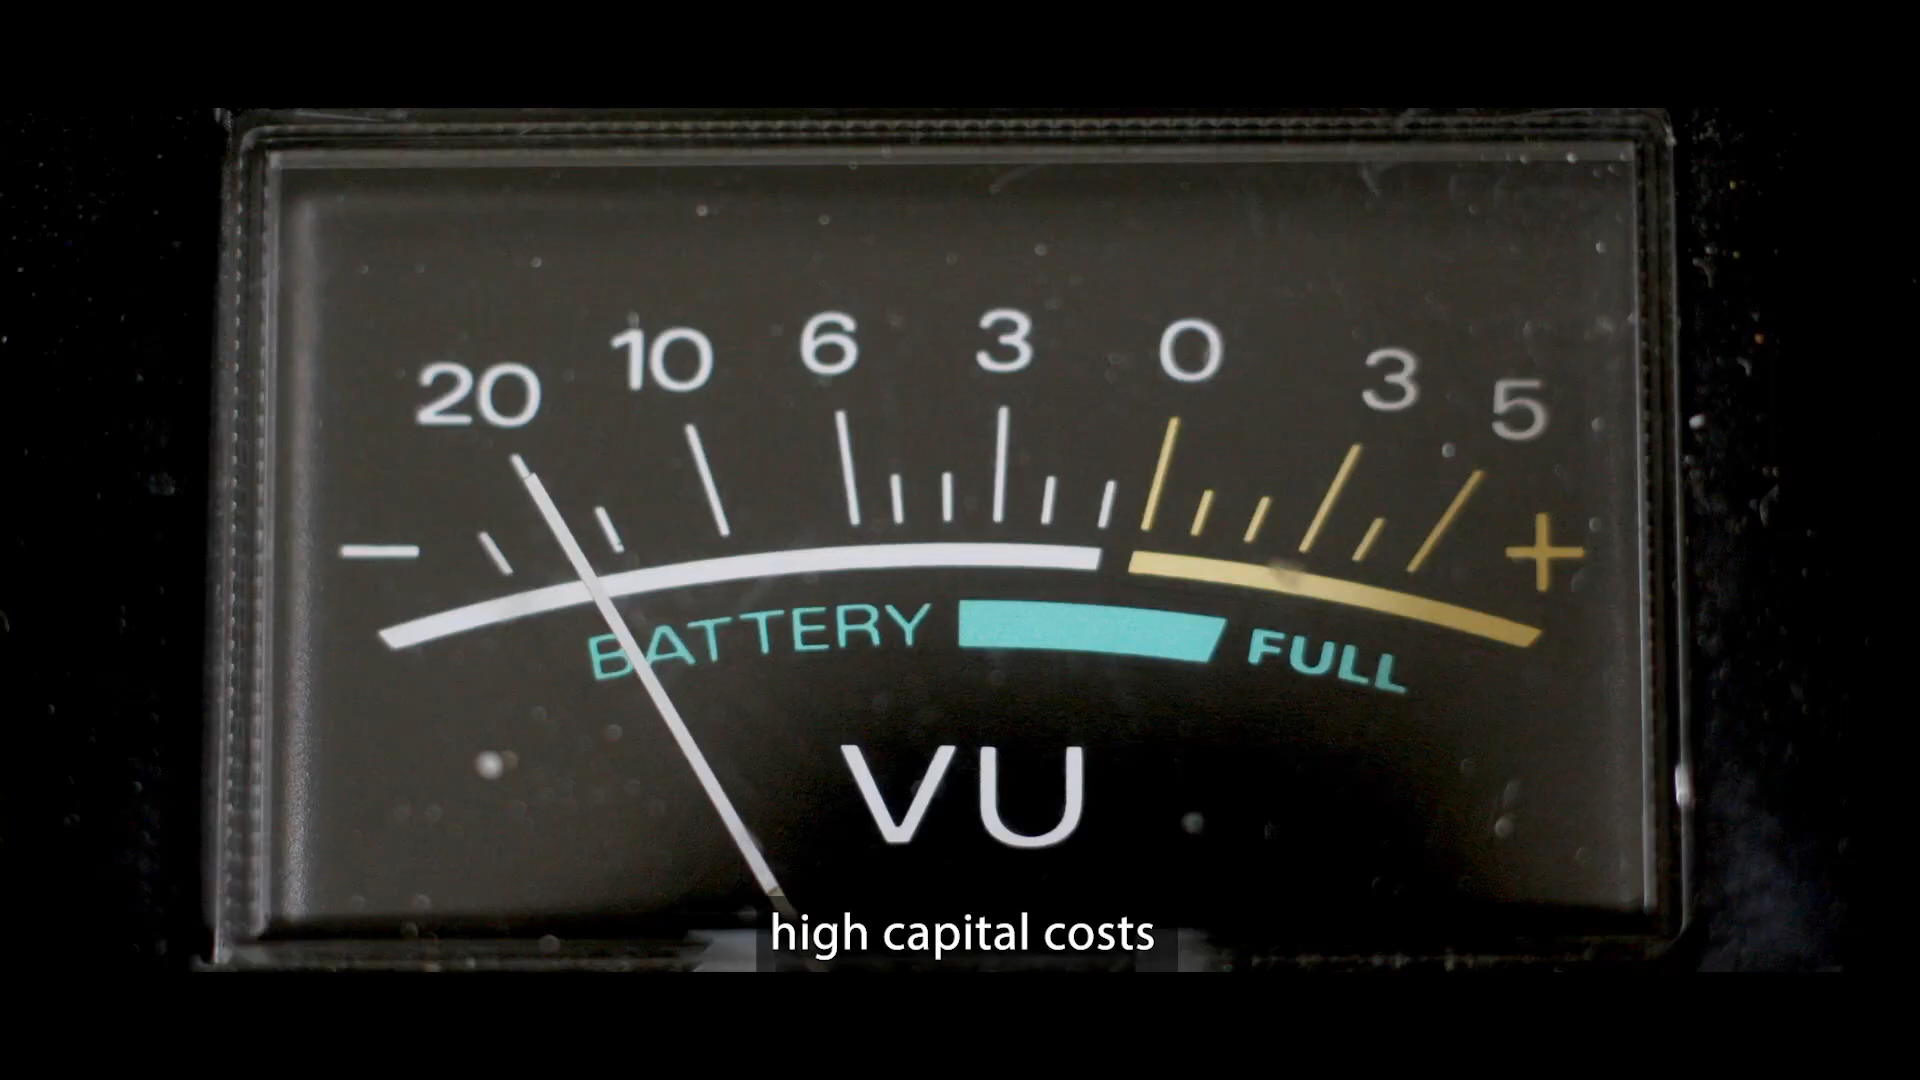 20 10 6 3 0 3 5
− +
BATTERY FULL
VU
high capital costs